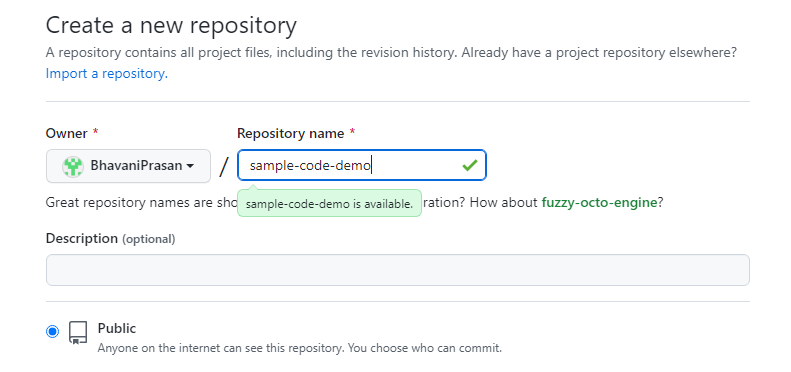 Create a new repository
A repository contains all project files, including the revision history. Already have a project repository elsewhere?
Import a repository.
Owner * Repository name *
BhavaniPrasan / sample-code-demo
Great repository names are sho ration? How about fuzzy-octo-engine?
sample-code-demo is available.
Description (optional)
Public
Anyone on the internet can see this repository. You choose who can commit.